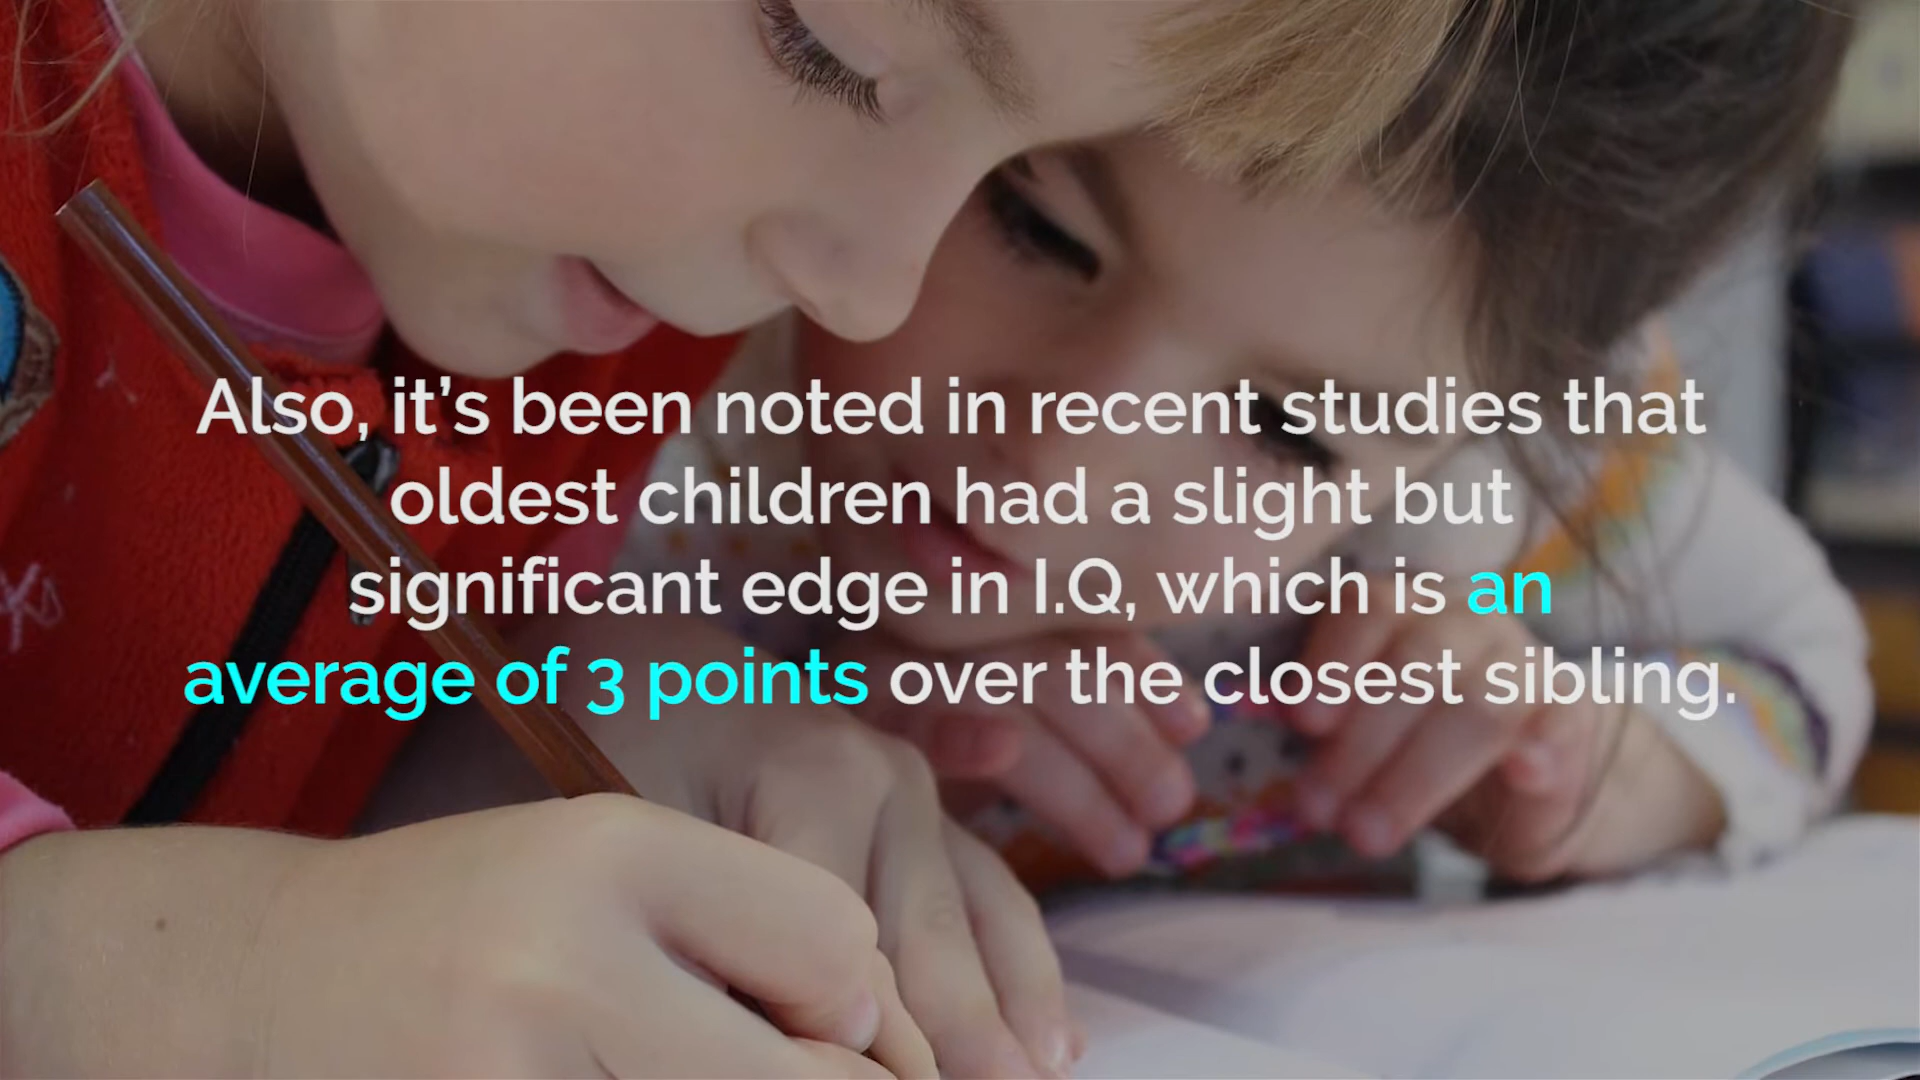 Also, it’s been noted in recent studies that
oldest children had a slight but
significant edge in I.Q, which is an
average of 3 points over the closest sibling.